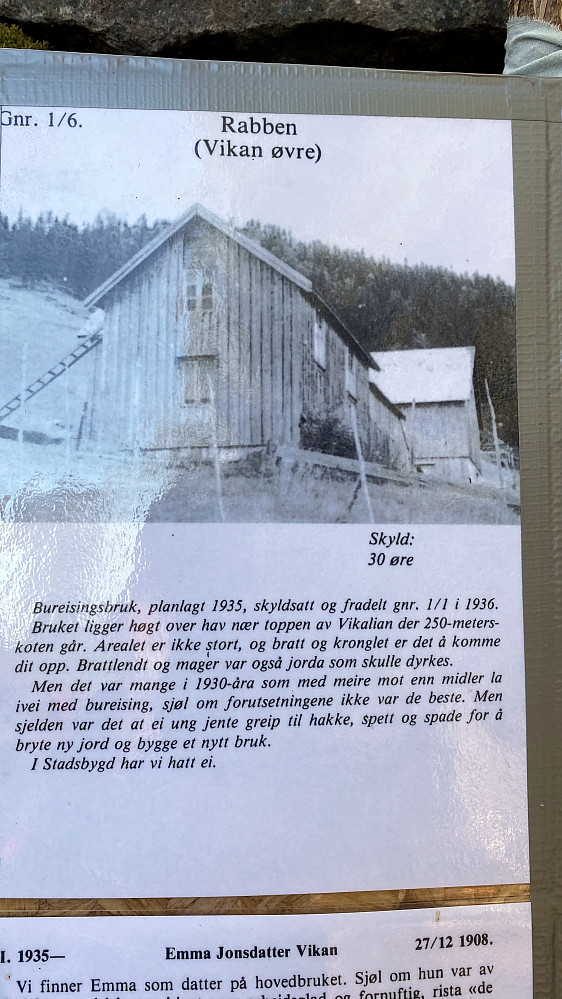 Gnr. 1/6.
Rabben
(Vikan øvre)
Skyld:
30 øre
Bureisingsbruk, planlagt 1935, skyldsatt og fradelt gnr. 1/1 i 1936.
Bruket ligger høgt over hav nær toppen av Vikalian der 250-meters-
koten går. Arealet er ikke stort, og bratt og kronglet er det å komme
dit opp. Brattlendt og mager var også jorda som skulle dyrkes.
Men det var mange i 1930-åra som med meire mot enn midler la
ivei med bureising, sjøl om forutsetningene ikke var de beste. Men
sjelden var det at ei ung jente greip til hakke, spett og spade for å
bryte ny jord og bygge et nytt bruk.
I Stadsbygd har vi hatt ei.
I. 1935— Emma Jonsdatter Vikan 27/12 1908.
Vi finner Emma som datter på hovedbruket. Sjøl om hun var av
og fornuftig, rista «de